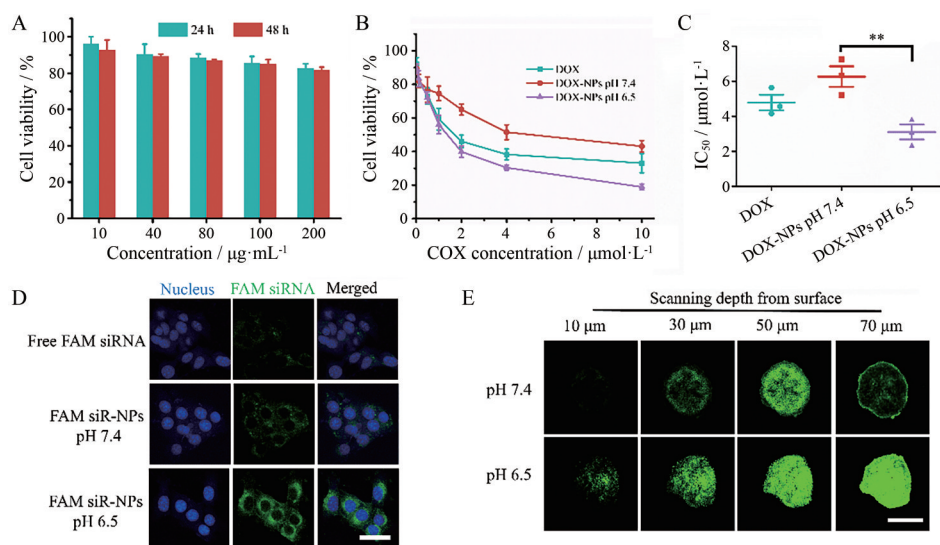 A
24 h
48 h
Cell viability / %
100
80
60
40
20
0
10
40
80
100
200
Concentration / μg·mL⁻¹
B
DOX
DOX-NPs pH 7.4
DOX-NPs pH 6.5
Cell viability / %
100
80
60
40
20
0
0
2
4
6
8
10
COX concentration / μmol·L⁻¹
C
**
IC₅₀ / μmol·L⁻¹
8
6
4
2
0
DOX
DOX-NPs pH 7.4
DOX-NPs pH 6.5
D
Nucleus
FAM siRNA
Merged
Free FAM siRNA
FAM siR-NPs
pH 7.4
FAM siR-NPs
pH 6.5
E
Scanning depth from surface
10 μm
30 μm
50 μm
70 μm
pH 7.4
pH 6.5